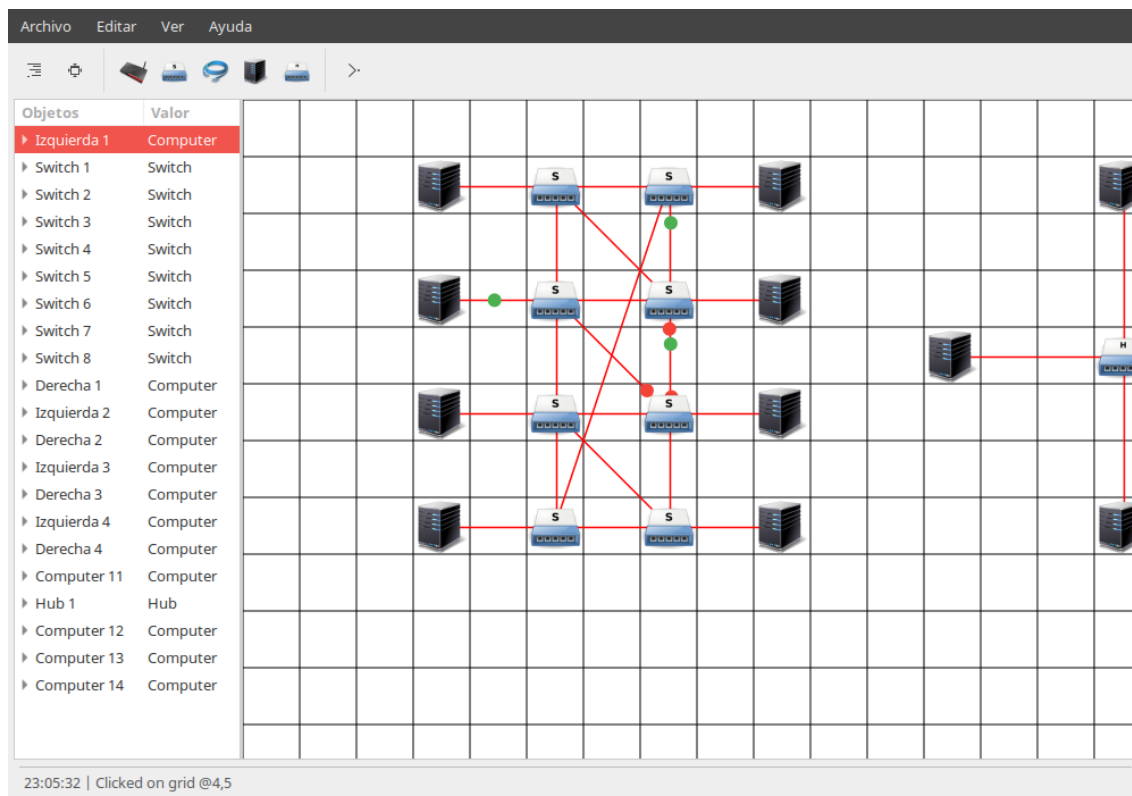 Archivo Editar Ver Ayuda
S H
Objetos Valor
Izquierda 1 Computer
Switch 1 Switch
Switch 2 Switch
Switch 3 Switch
Switch 4 Switch
Switch 5 Switch
Switch 6 Switch
Switch 7 Switch
Switch 8 Switch
Derecha 1 Computer
Izquierda 2 Computer
Derecha 2 Computer
Izquierda 3 Computer
Derecha 3 Computer
Izquierda 4 Computer
Derecha 4 Computer
Computer 11 Computer
Hub 1 Hub
Computer 12 Computer
Computer 13 Computer
Computer 14 Computer
S S
S S
H
S S
S S
23:05:32 | Clicked on grid @4,5